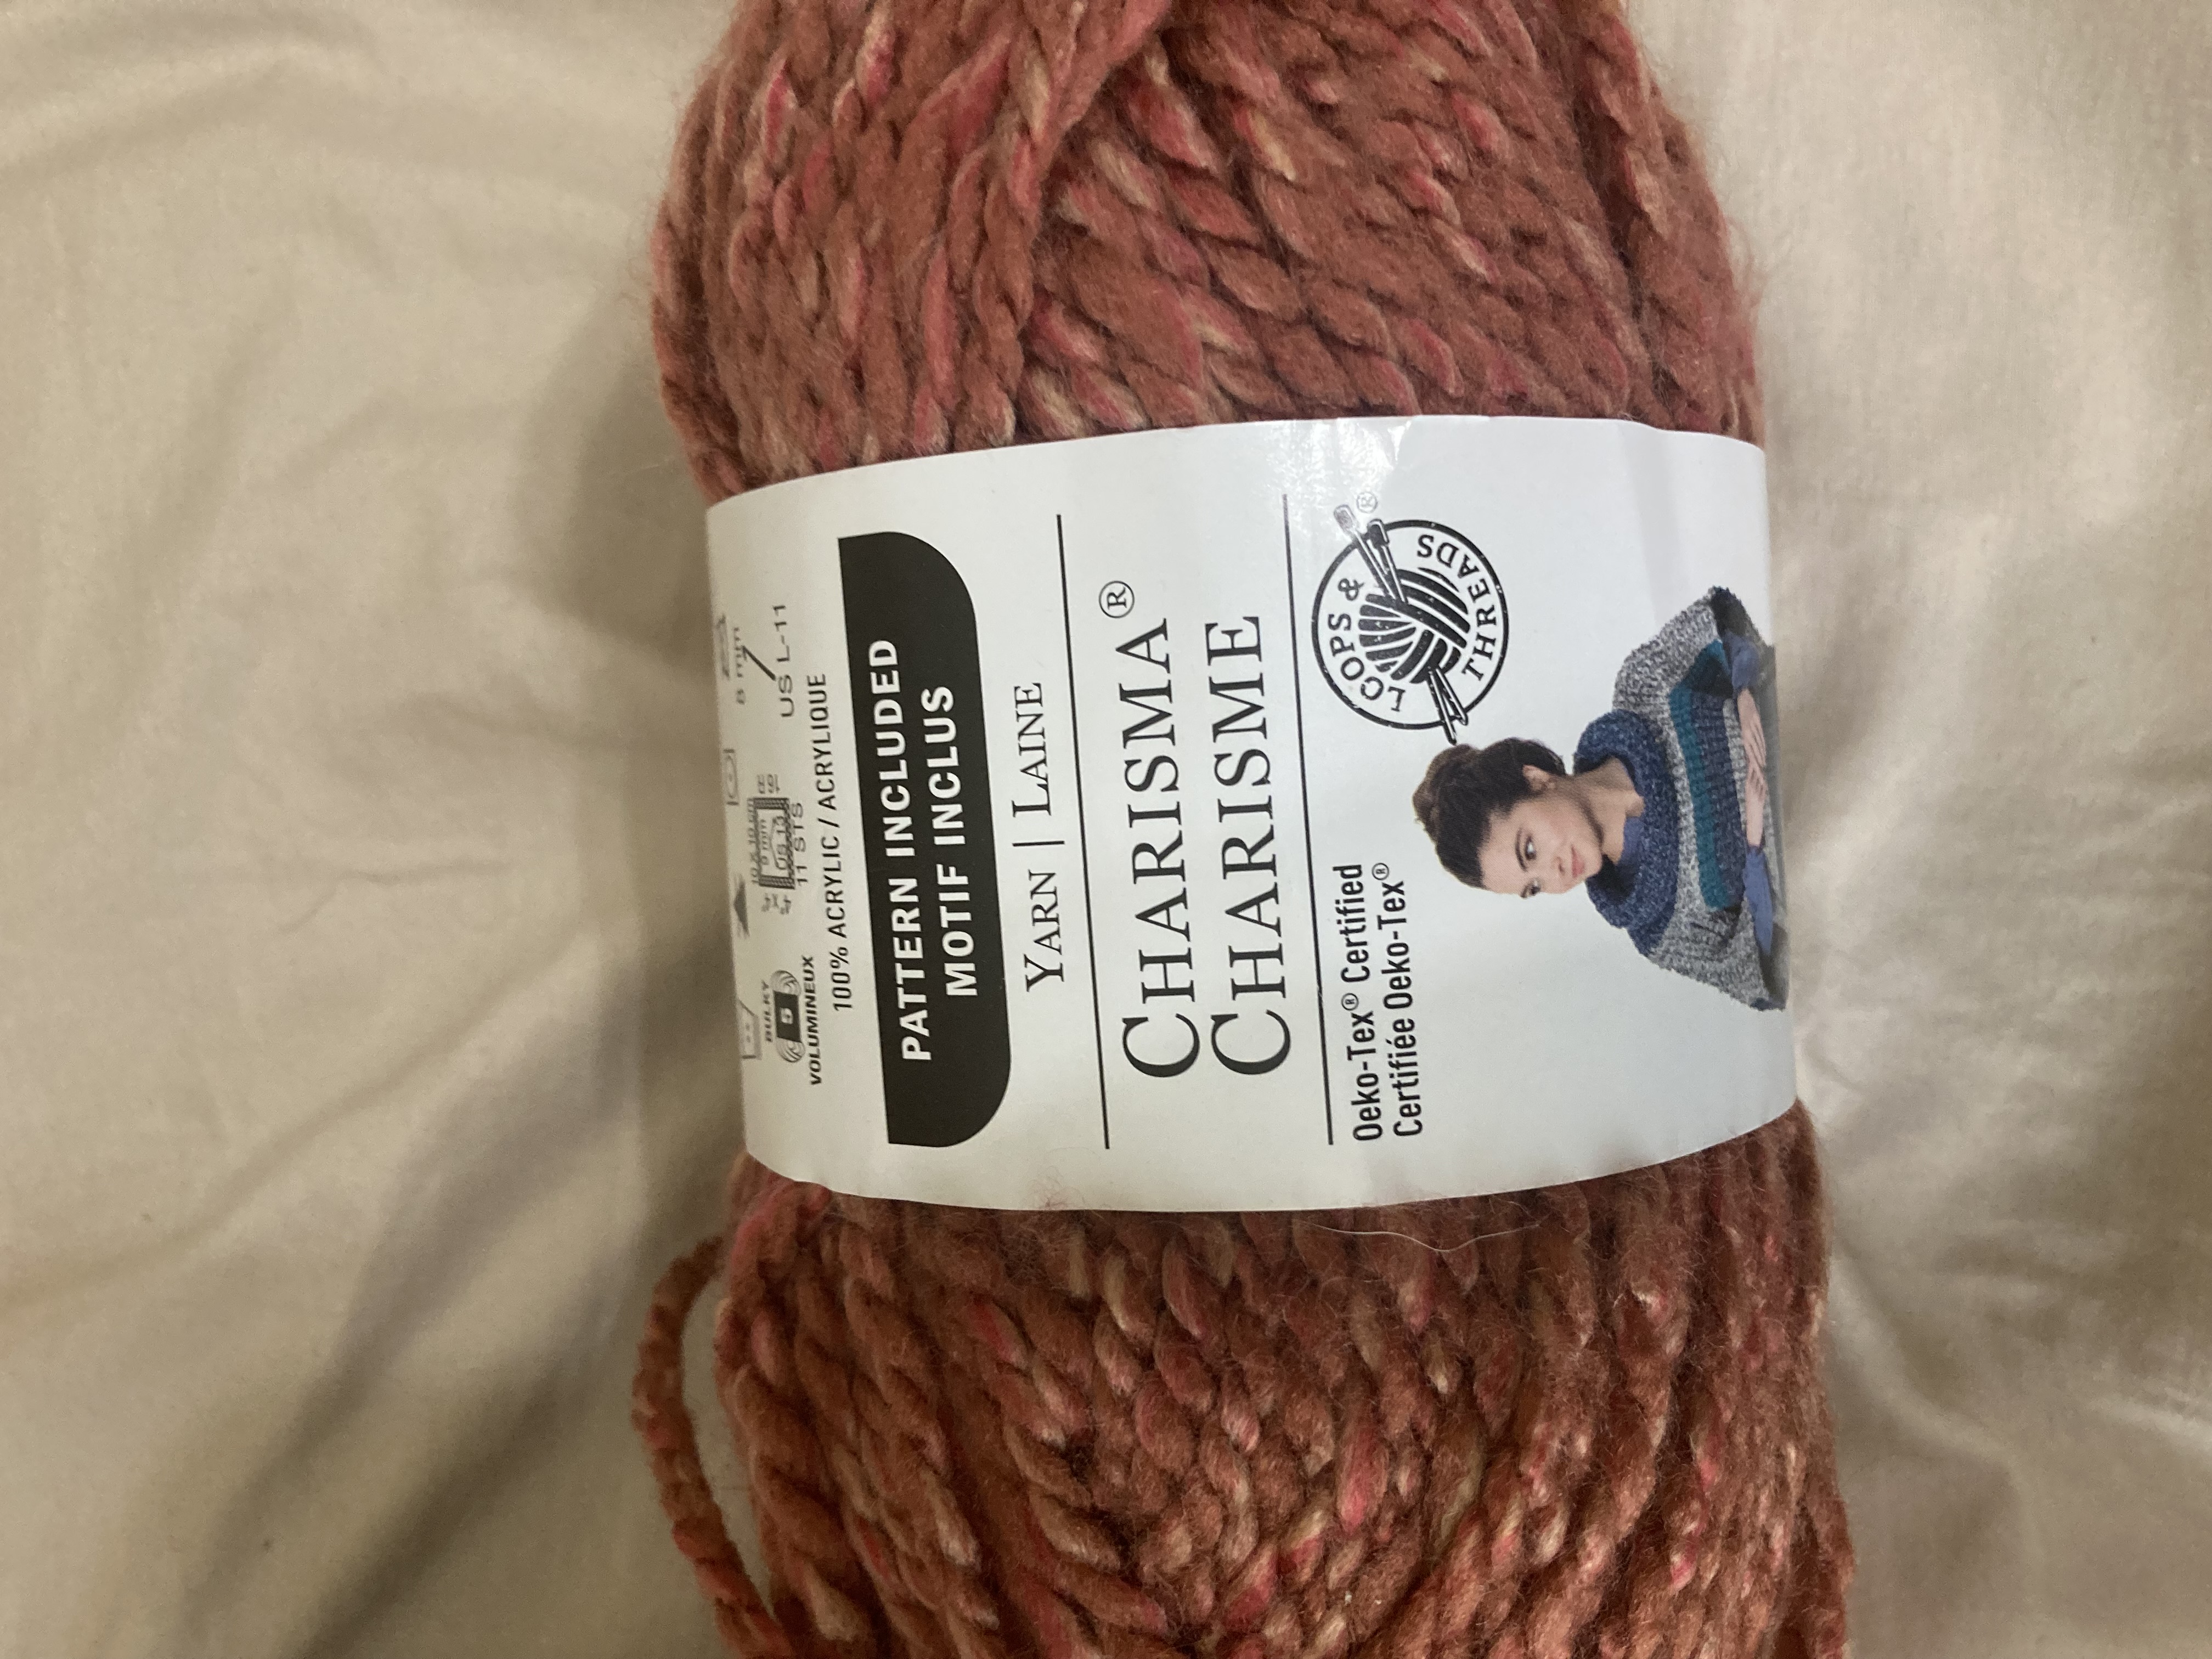 BULKY
5
VOLUMINEUX
10 x 10 cm
4" x 4"
9 mm
US 13
16 R
11 STS
8 mm
US L-11
100% ACRYLIC / ACRYLIQUE
PATTERN INCLUDED
MOTIF INCLUS
YARN | LAINE
CHARISMA®
CHARISME
Oeko-Tex® Certified
Certifiée Oeko-Tex®
LOOPS &
THREADS
®